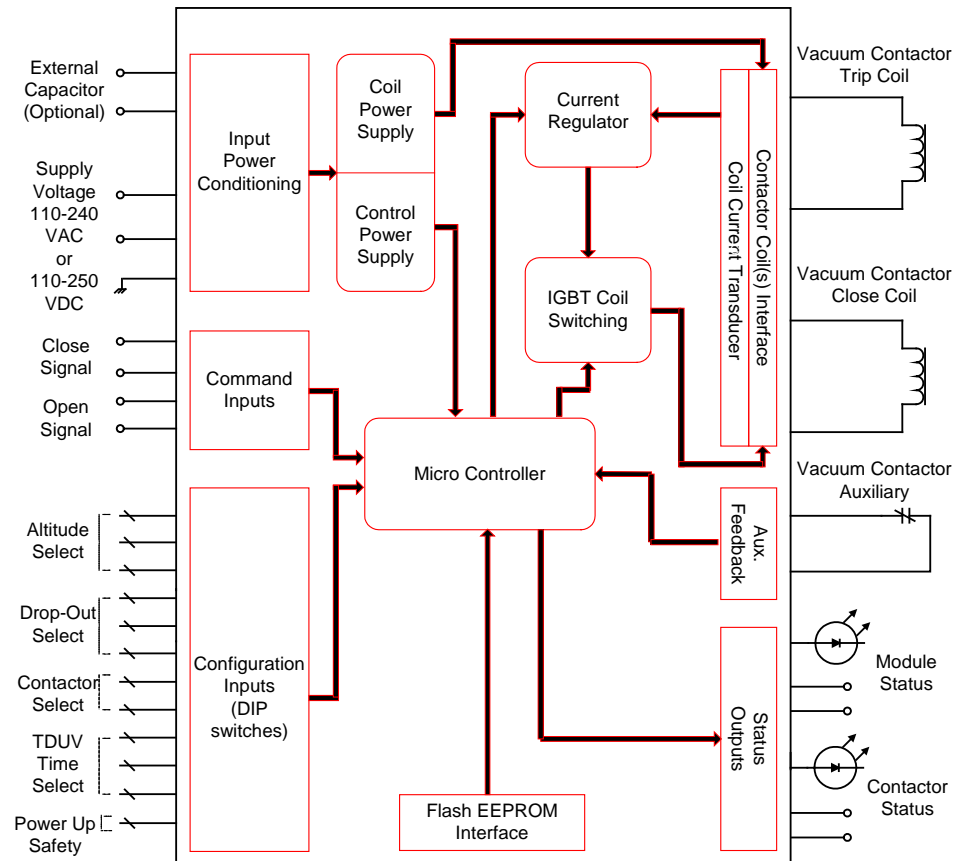 External
Capacitor
(Optional)
Supply
Voltage
110-240
VAC
or
110-250
VDC
Close
Signal
Open
Signal
Altitude
Select
Drop-Out
Select
Contactor
Select
TDUV
Time
Select
Power Up
Safety
Input
Power
Conditioning
Coil
Power
Supply
Control
Power
Supply
Command
Inputs
Configuration
Inputs
(DIP
switches)
Current
Regulator
IGBT Coil
Switching
Micro Controller
Flash EEPROM
Interface
Contactor Coil(s) Interface
Coil Current Transducer
Aux.
Feedback
Status
Outputs
Vacuum Contactor
Trip Coil
Vacuum Contactor
Close Coil
Vacuum Contactor
Auxiliary
Module
Status
Contactor
Status